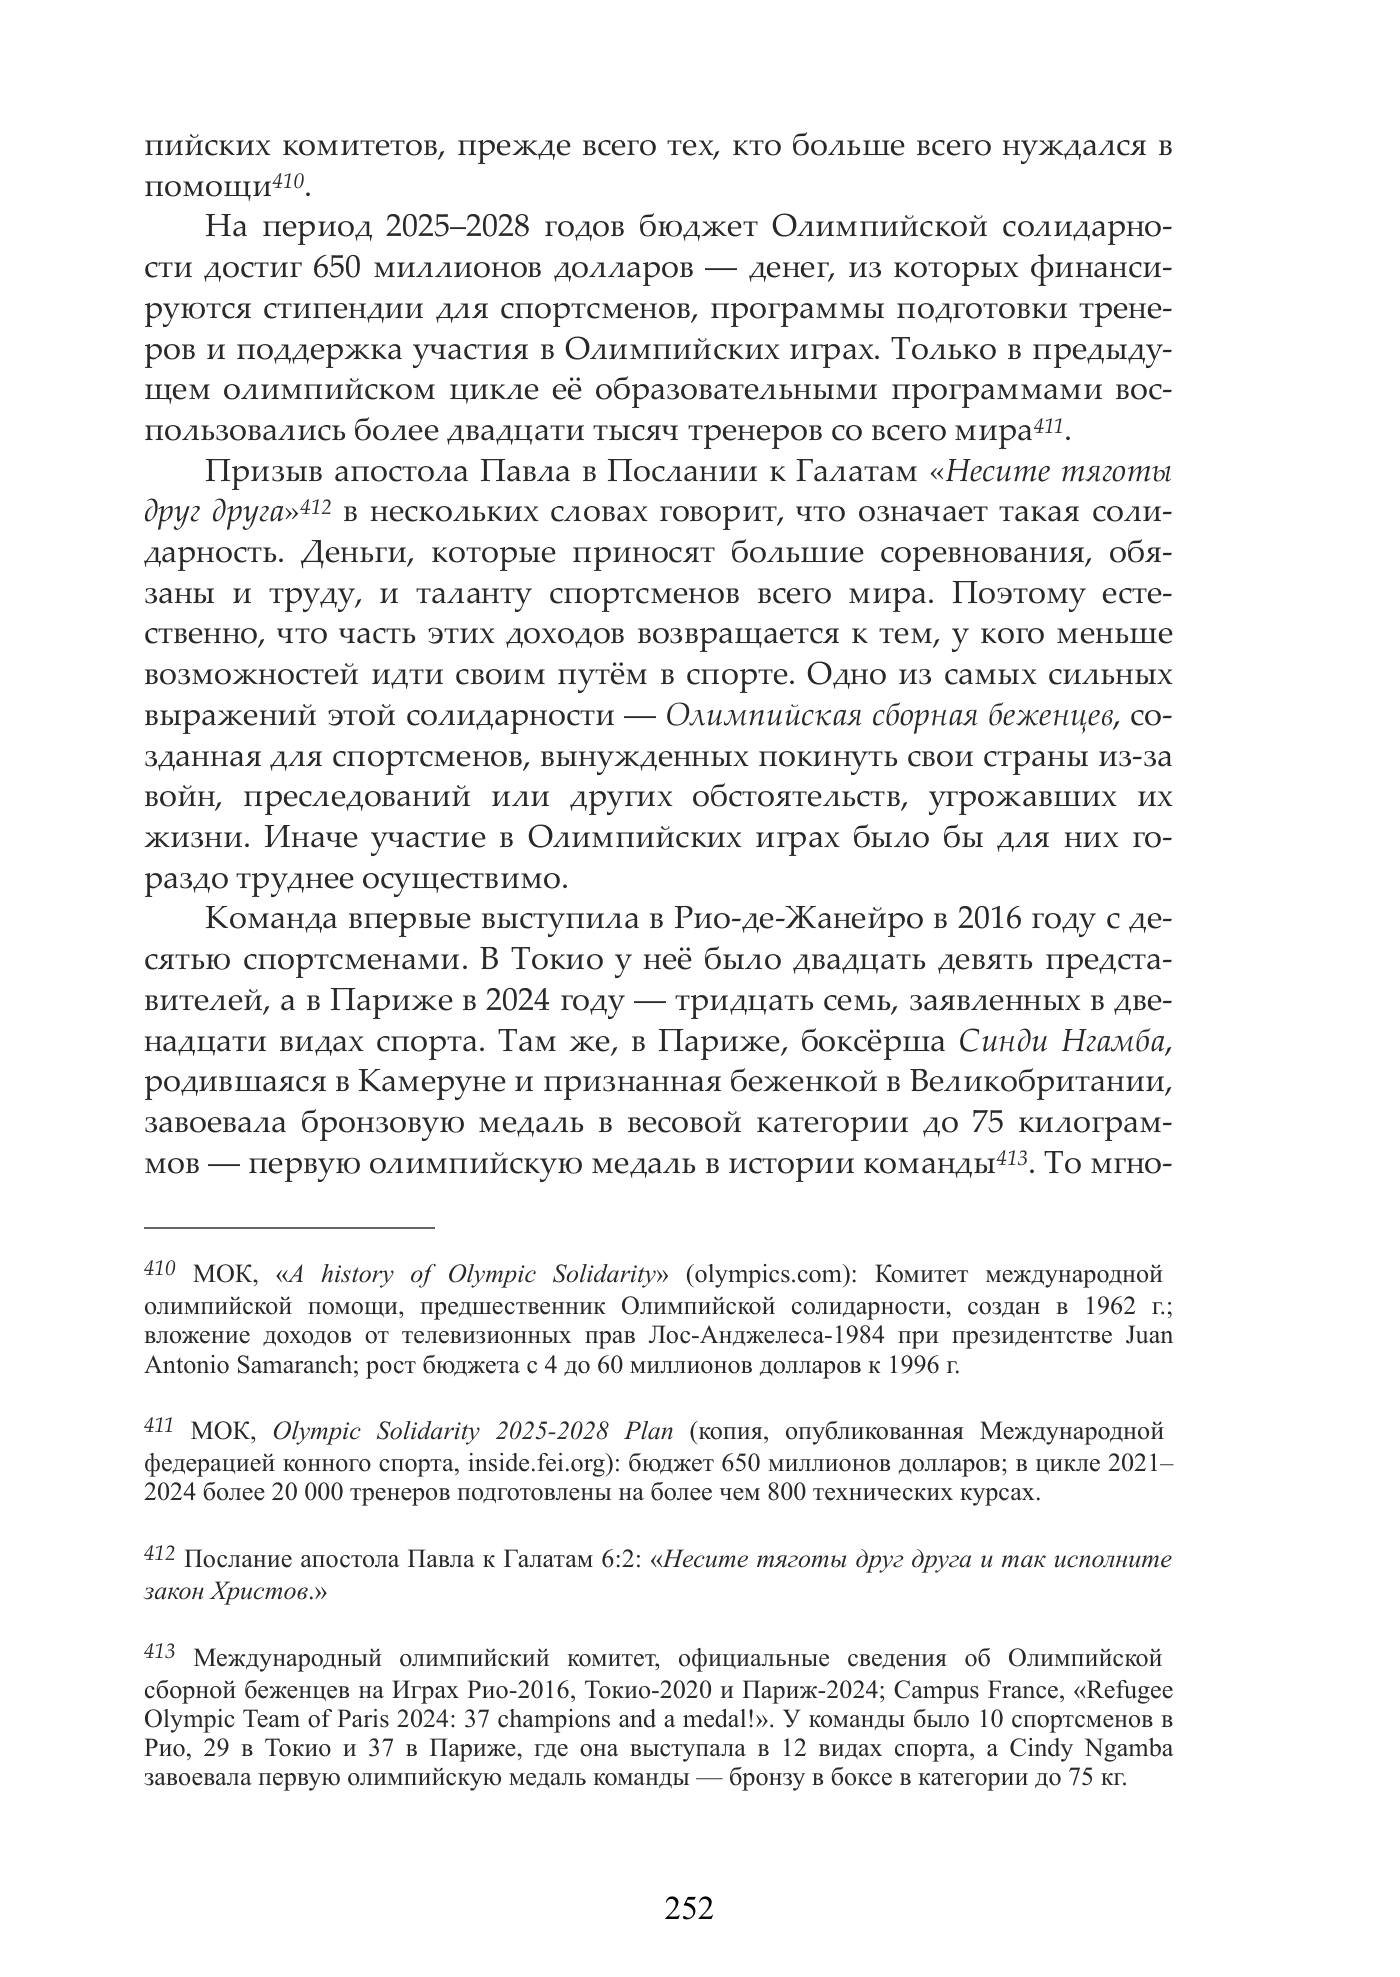 пийских комитетов, прежде всего тех, кто больше всего нуждался в
помощи410.
На период 2025–2028 годов бюджет Олимпийской солидарно-
сти достиг 650 миллионов долларов — денег, из которых финанси-
руются стипендии для спортсменов, программы подготовки трене-
ров и поддержка участия в Олимпийских играх. Только в предыду-
щем олимпийском цикле её образовательными программами вос-
пользовались более двадцати тысяч тренеров со всего мира411.
Призыв апостола Павла в Послании к Галатам «Несите тяготы
друг друга»412 в нескольких словах говорит, что означает такая соли-
дарность. Деньги, которые приносят большие соревнования, обя-
заны и труду, и таланту спортсменов всего мира. Поэтому есте-
ственно, что часть этих доходов возвращается к тем, у кого меньше
возможностей идти своим путём в спорте. Одно из самых сильных
выражений этой солидарности — Олимпийская сборная беженцев, со-
зданная для спортсменов, вынужденных покинуть свои страны из-за
войн, преследований или других обстоятельств, угрожавших их
жизни. Иначе участие в Олимпийских играх было бы для них го-
раздо труднее осуществимо.
Команда впервые выступила в Рио-де-Жанейро в 2016 году с де-
сятью спортсменами. В Токио у неё было двадцать девять предста-
вителей, а в Париже в 2024 году — тридцать семь, заявленных в две-
надцати видах спорта. Там же, в Париже, боксёрша Синди Нгамба,
родившаяся в Камеруне и признанная беженкой в Великобритании,
завоевала бронзовую медаль в весовой категории до 75 килограм-
мов — первую олимпийскую медаль в истории команды413. То мгно-
410 МОК, «A history of Olympic Solidarity» (olympics.com): Комитет международной
олимпийской помощи, предшественник Олимпийской солидарности, создан в 1962 г.;
вложение доходов от телевизионных прав Лос-Анджелеса-1984 при президентстве Juan
Antonio Samaranch; рост бюджета с 4 до 60 миллионов долларов к 1996 г.
411 МОК, Olympic Solidarity 2025-2028 Plan (копия, опубликованная Международной
федерацией конного спорта, inside.fei.org): бюджет 650 миллионов долларов; в цикле 2021–
2024 более 20 000 тренеров подготовлены на более чем 800 технических курсах.
412 Послание апостола Павла к Галатам 6:2: «Несите тяготы друг друга и так исполните
закон Христов.»
413 Международный олимпийский комитет, официальные сведения об Олимпийской
сборной беженцев на Играх Рио-2016, Токио-2020 и Париж-2024; Campus France, «Refugee
Olympic Team of Paris 2024: 37 champions and a medal!». У команды было 10 спортсменов в
Рио, 29 в Токио и 37 в Париже, где она выступала в 12 видах спорта, а Cindy Ngamba
завоевала первую олимпийскую медаль команды — бронзу в боксе в категории до 75 кг.
252